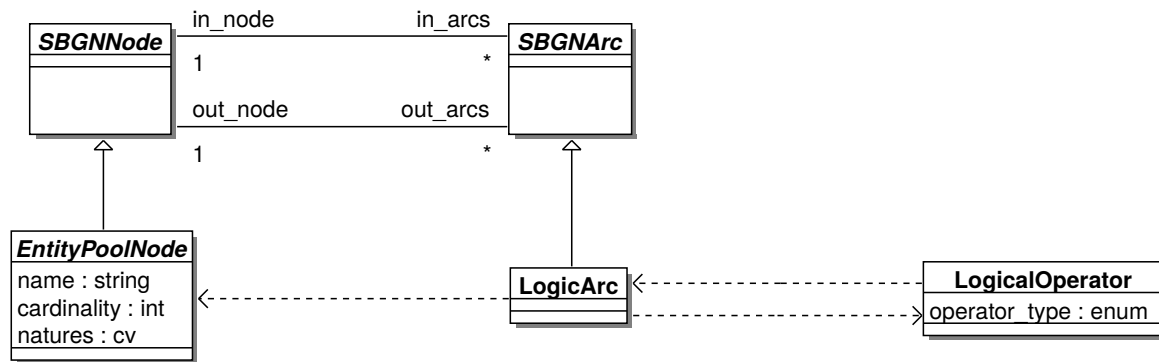 SBGNNode
in_node
in_arcs
SBGNArc
1
*
out_node
out_arcs
1
*
EntityPoolNode
name : string
cardinality : int
natures : cv
LogicArc
LogicalOperator
operator_type : enum